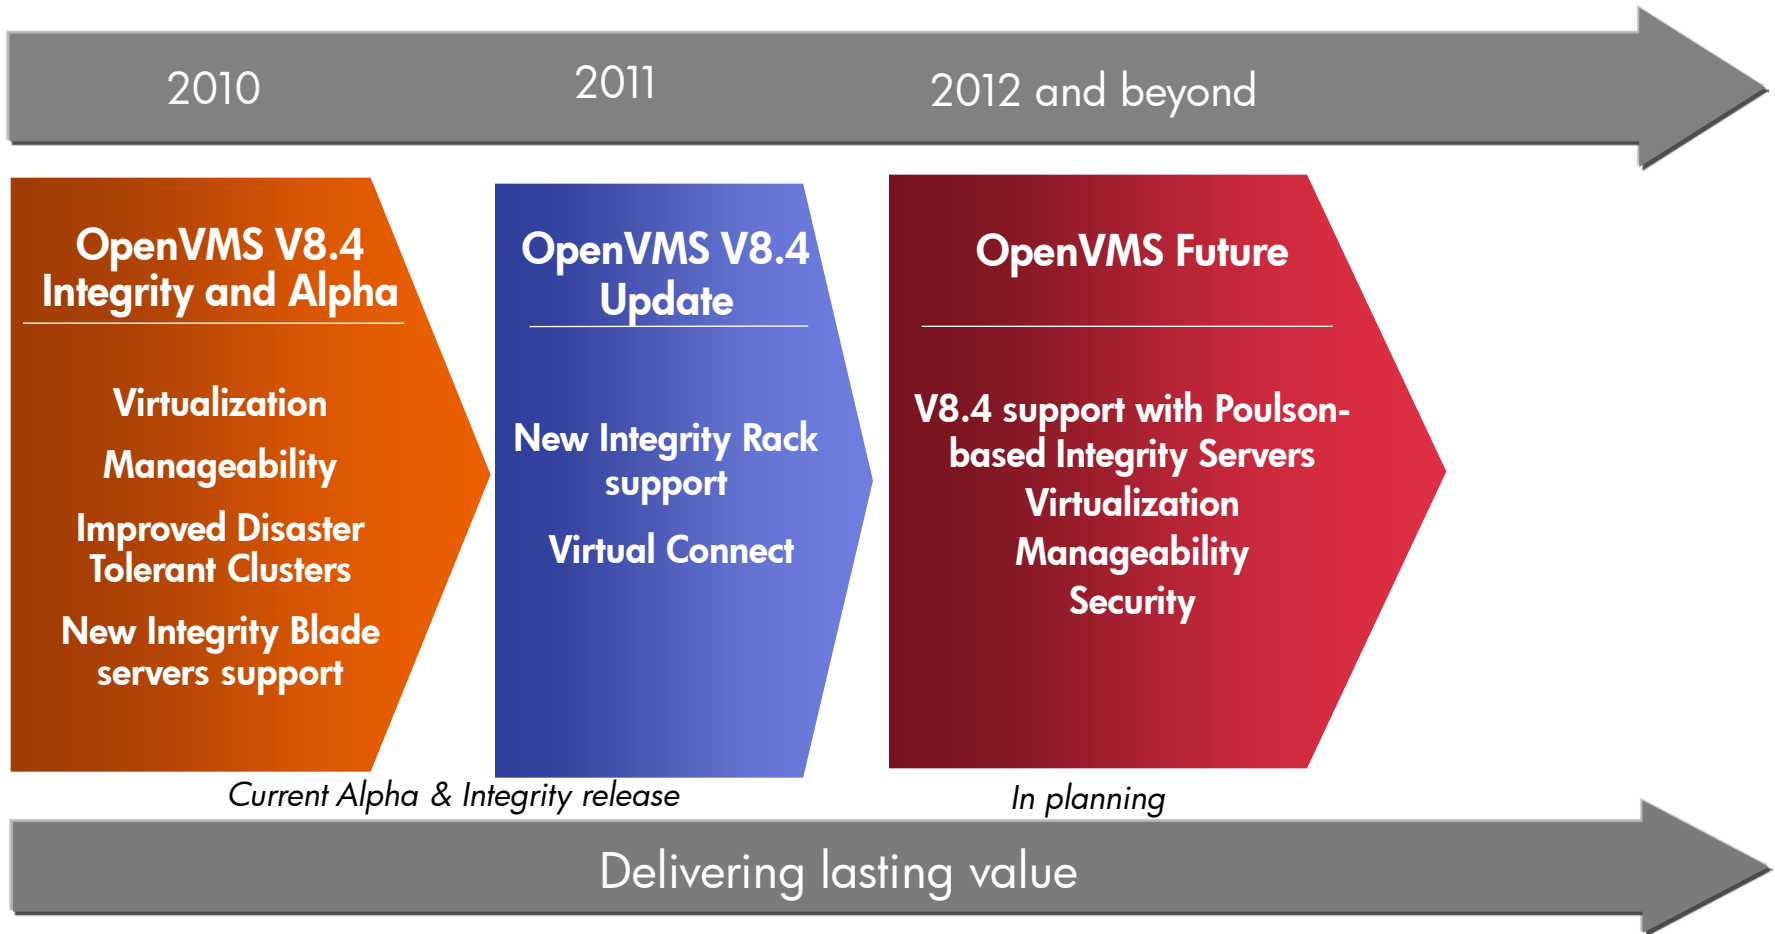 2010
2011
2012 and beyond
OpenVMS V8.4
Integrity and Alpha
Virtualization
Manageability
Improved Disaster
Tolerant Clusters
New Integrity Blade
servers support
OpenVMS V8.4
Update
New Integrity Rack
support
Virtual Connect
OpenVMS Future
V8.4 support with Poulson-
based Integrity Servers
Virtualization
Manageability
Security
Current Alpha & Integrity release
In planning
Delivering lasting value